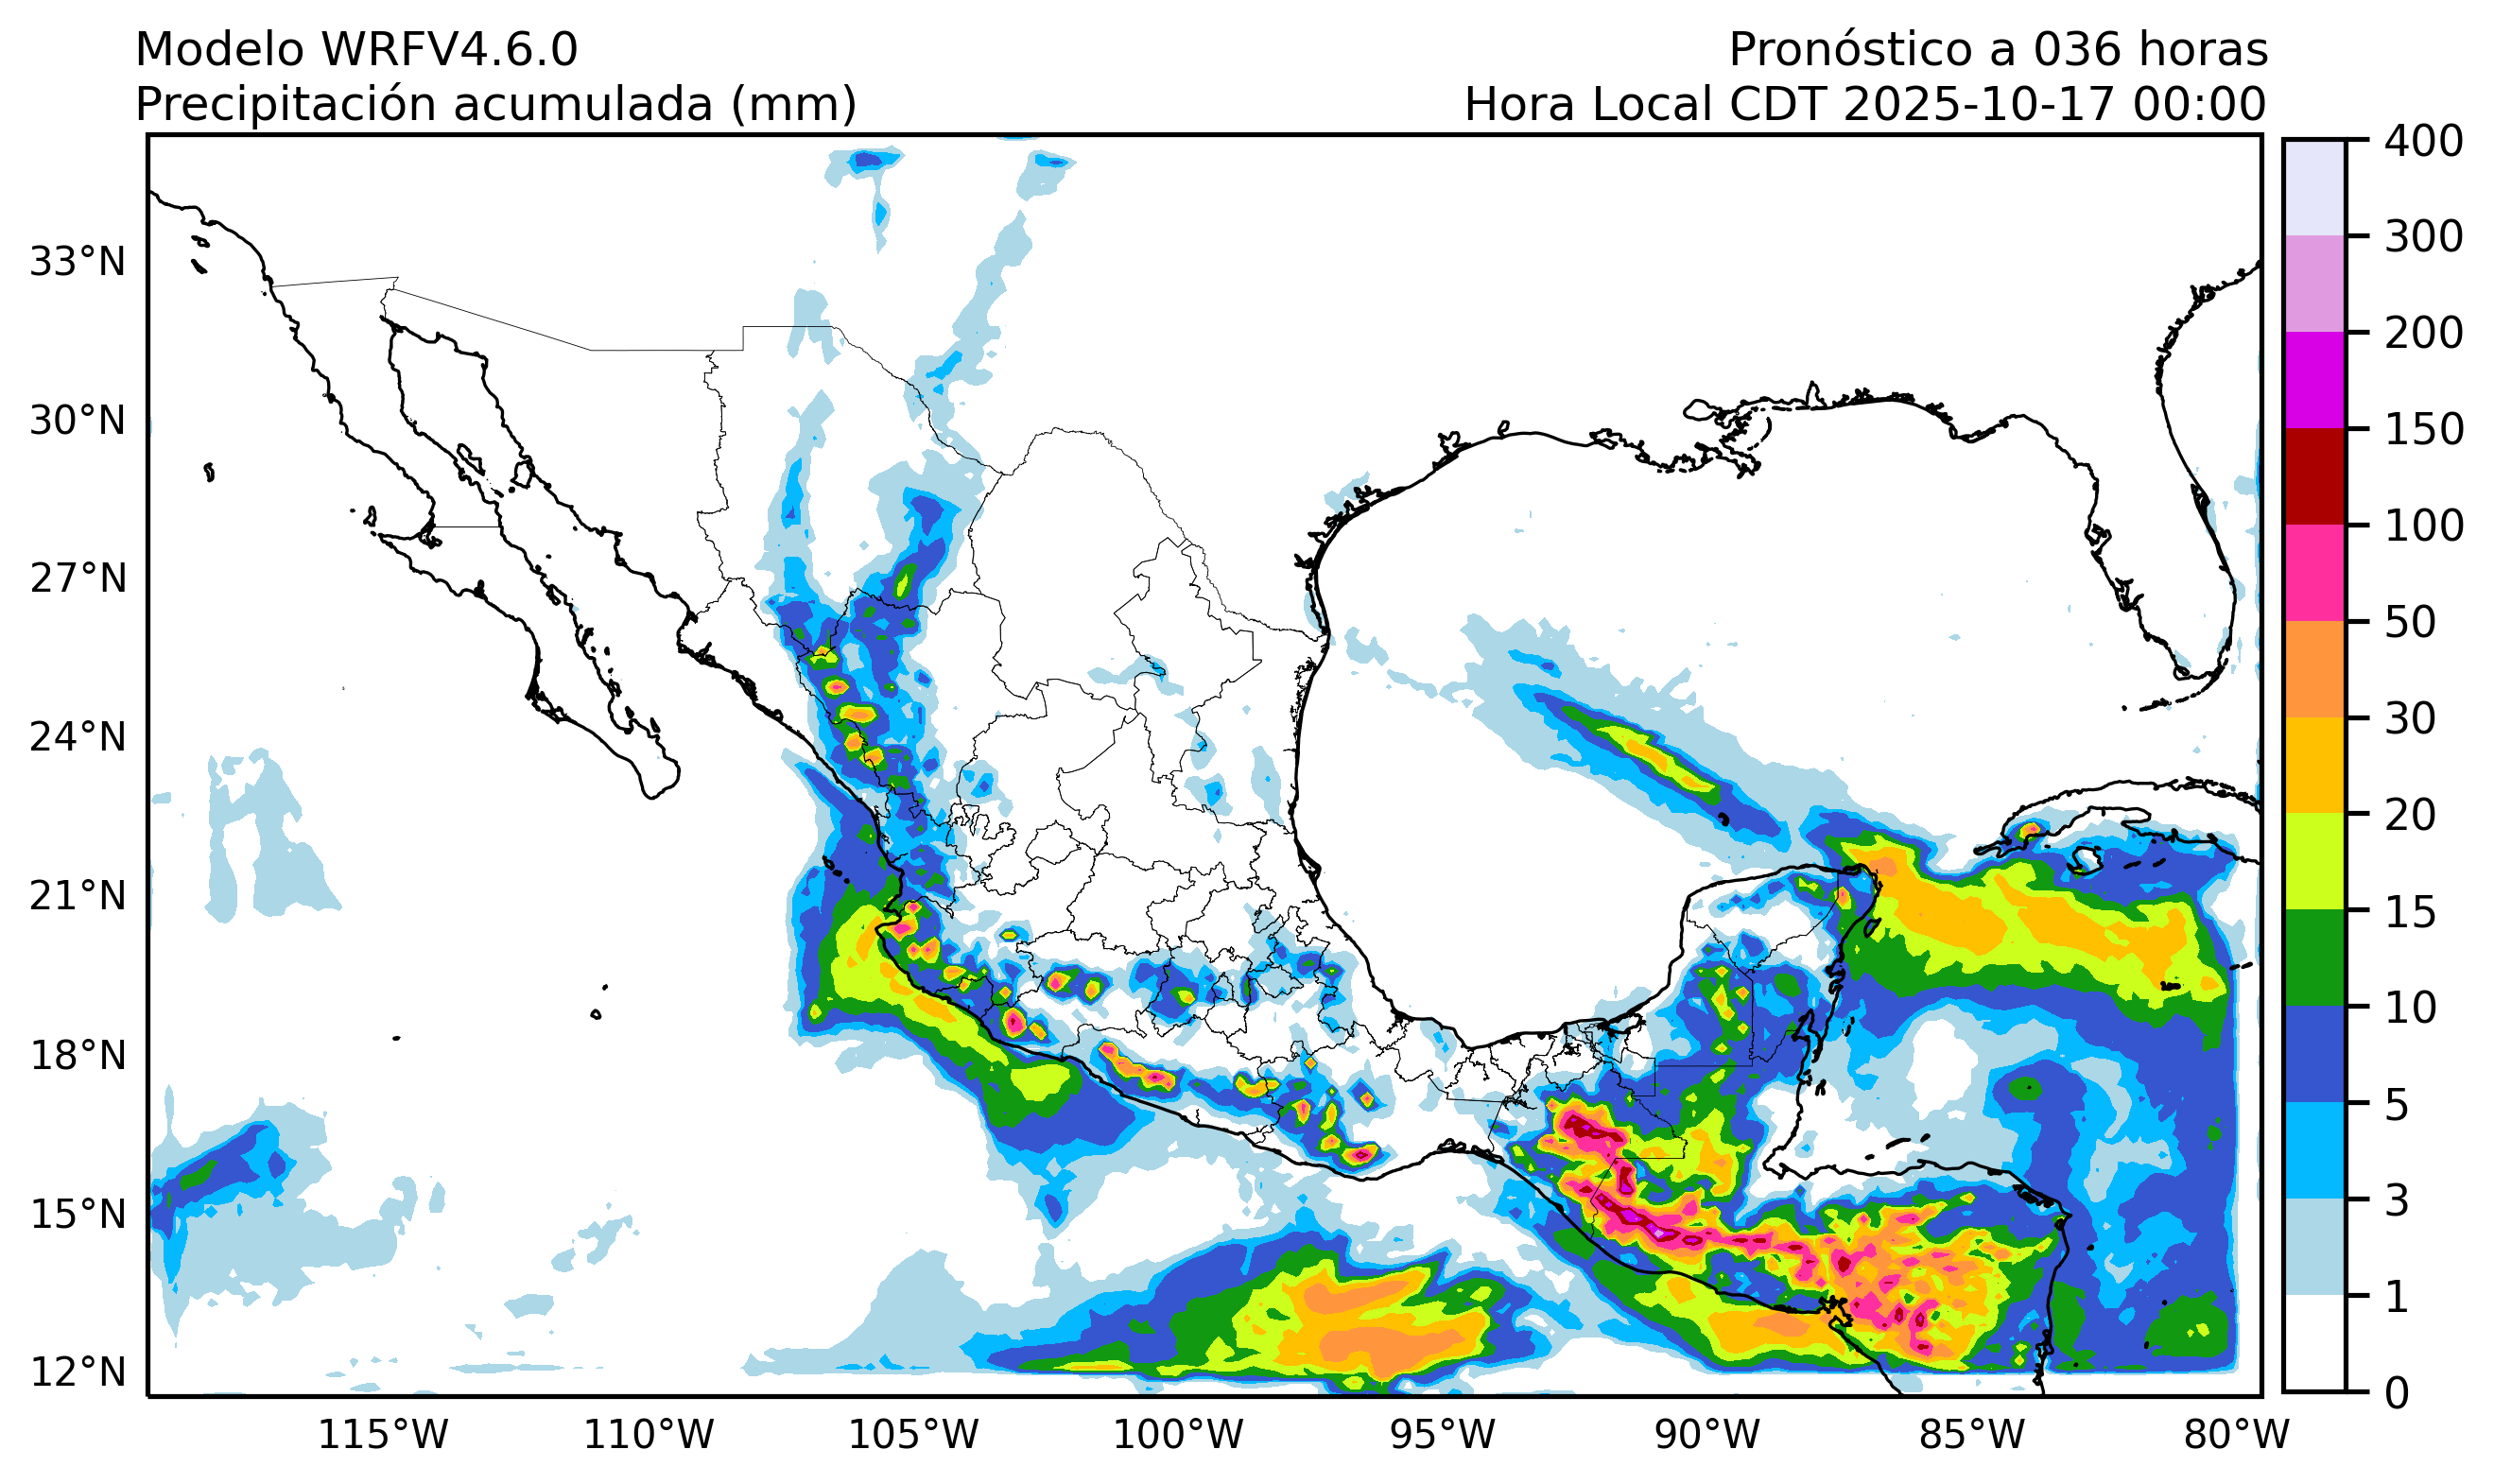 Modelo WRFV4.6.0
Pronóstico a 036 horas
Precipitación acumulada (mm)
Hora Local CDT 2025-10-17 00:00
33°N
30°N
27°N
24°N
21°N
18°N
15°N
12°N
115°W
110°W
105°W
100°W
95°W
90°W
85°W
80°W
400
300
200
150
100
50
30
20
15
10
5
3
1
0